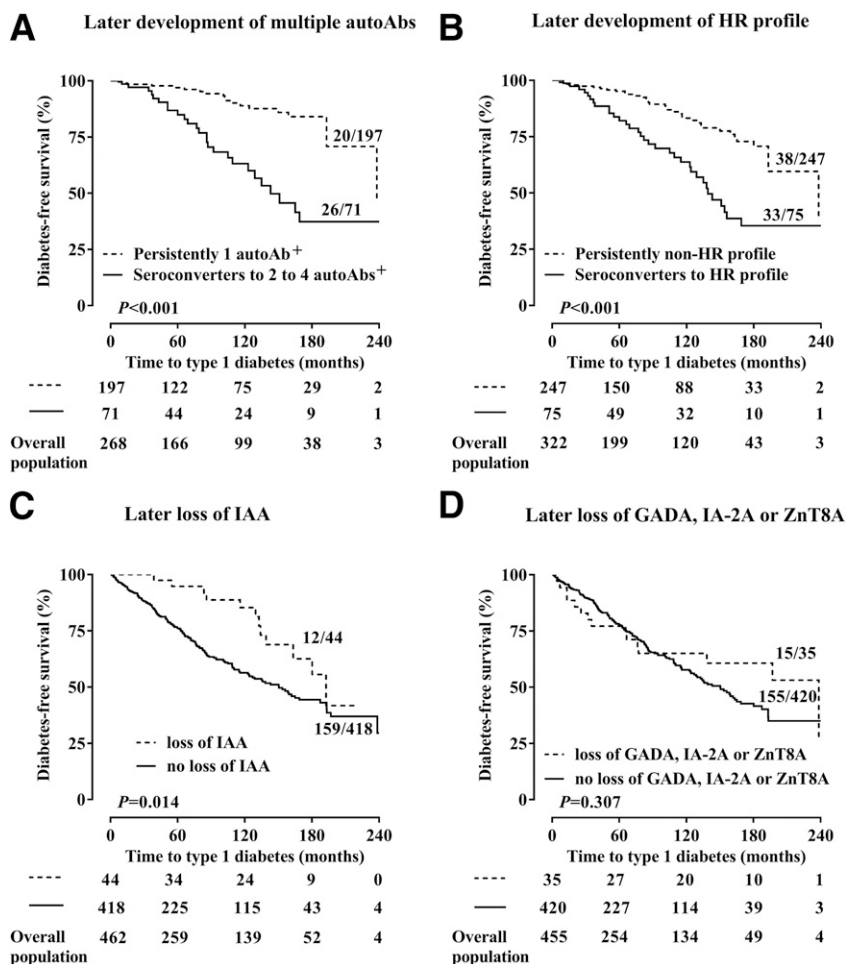 A
Later development of multiple autoAbs
Diabetes-free survival (%)
100
75
50
25
0
20/197
26/71
Persistently 1 autoAb+
Seroconverters to 2 to 4 autoAbs+
P<0.001
0 60 120 180 240
Time to type 1 diabetes (months)
197 122 75 29 2
71 44 24 9 1
Overall population 268 166 99 38 3
B
Later development of HR profile
Diabetes-free survival (%)
100
75
50
25
0
38/247
33/75
Persistently non-HR profile
Seroconverters to HR profile
P<0.001
0 60 120 180 240
Time to type 1 diabetes (months)
247 150 88 33 2
75 49 32 10 1
Overall population 322 199 120 43 3
C
Later loss of IAA
Diabetes-free survival (%)
100
75
50
25
0
12/44
159/418
loss of IAA
no loss of IAA
P=0.014
0 60 120 180 240
Time to type 1 diabetes (months)
44 34 24 9 0
418 225 115 43 4
Overall population 462 259 139 52 4
D
Later loss of GADA, IA-2A or ZnT8A
Diabetes-free survival (%)
100
75
50
25
0
15/35
155/420
loss of GADA, IA-2A or ZnT8A
no loss of GADA, IA-2A or ZnT8A
P=0.307
0 60 120 180 240
Time to type 1 diabetes (months)
35 27 20 10 1
420 227 114 39 3
Overall population 455 254 134 49 4